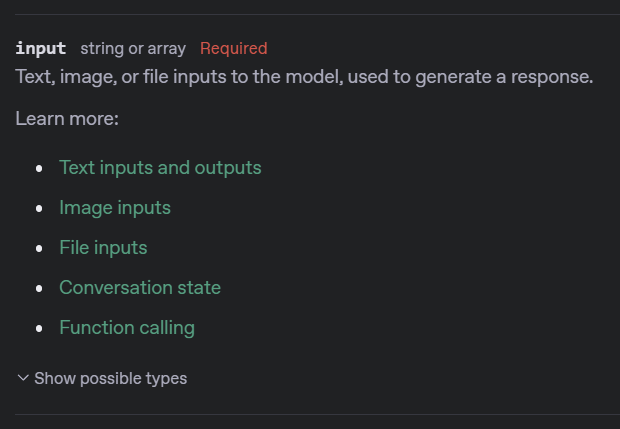 input string or array Required
Text, image, or file inputs to the model, used to generate a response.
Learn more:
Text inputs and outputs
Image inputs
File inputs
Conversation state
Function calling
Show possible types